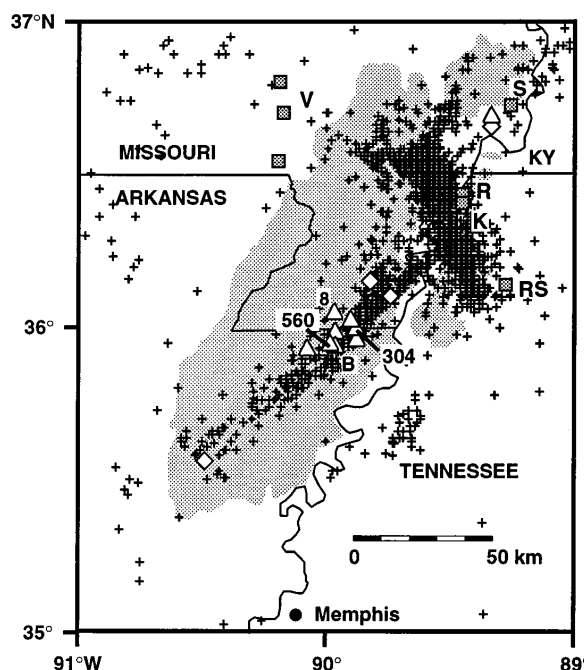 37°N
S
V
MISSOURI
KY
ARKANSAS
R
K
RS
8
36°
560
304
B
TENNESSEE
0 50 km
Memphis
35°
91°W 90° 89